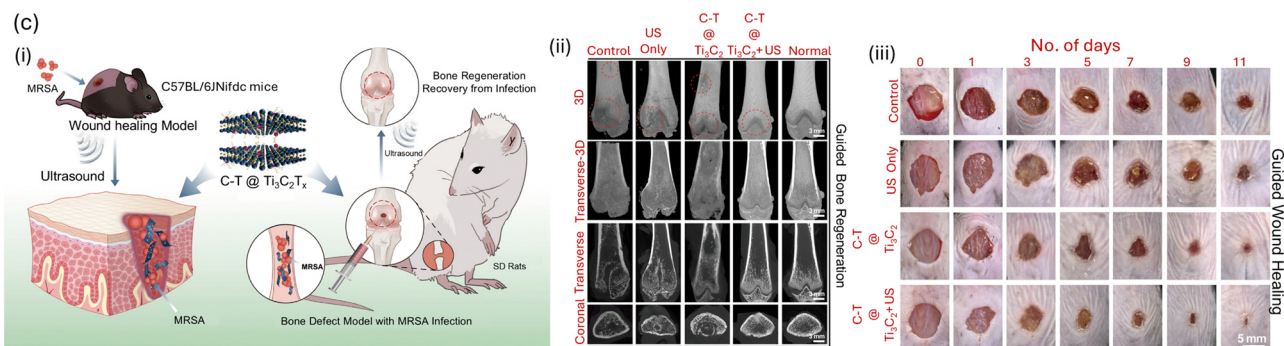 (c)
(i)
MRSA
C57BL/6JNifdc mice
Wound healing Model
Ultrasound
C-T @ Ti₃C₂Tₓ
MRSA
Bone Regeneration
Recovery from Infection
Ultrasound
MRSA
SD Rats
Bone Defect Model with MRSA Infection
(ii)
Control
US
Only
C-T
@
Ti₃C₂
C-T
@
Ti₃C₂+US
Normal
3D
Transverse-3D
Transverse
Coronal
3 mm
3 mm
3 mm
3 mm
Guided Bone Regeneration
(iii)
No. of days
0 1 3 5 7 9 11
Control
US Only
C-T
@
Ti₃C₂
C-T
@
Ti₃C₂+US
5 mm
Guided Wound Healing